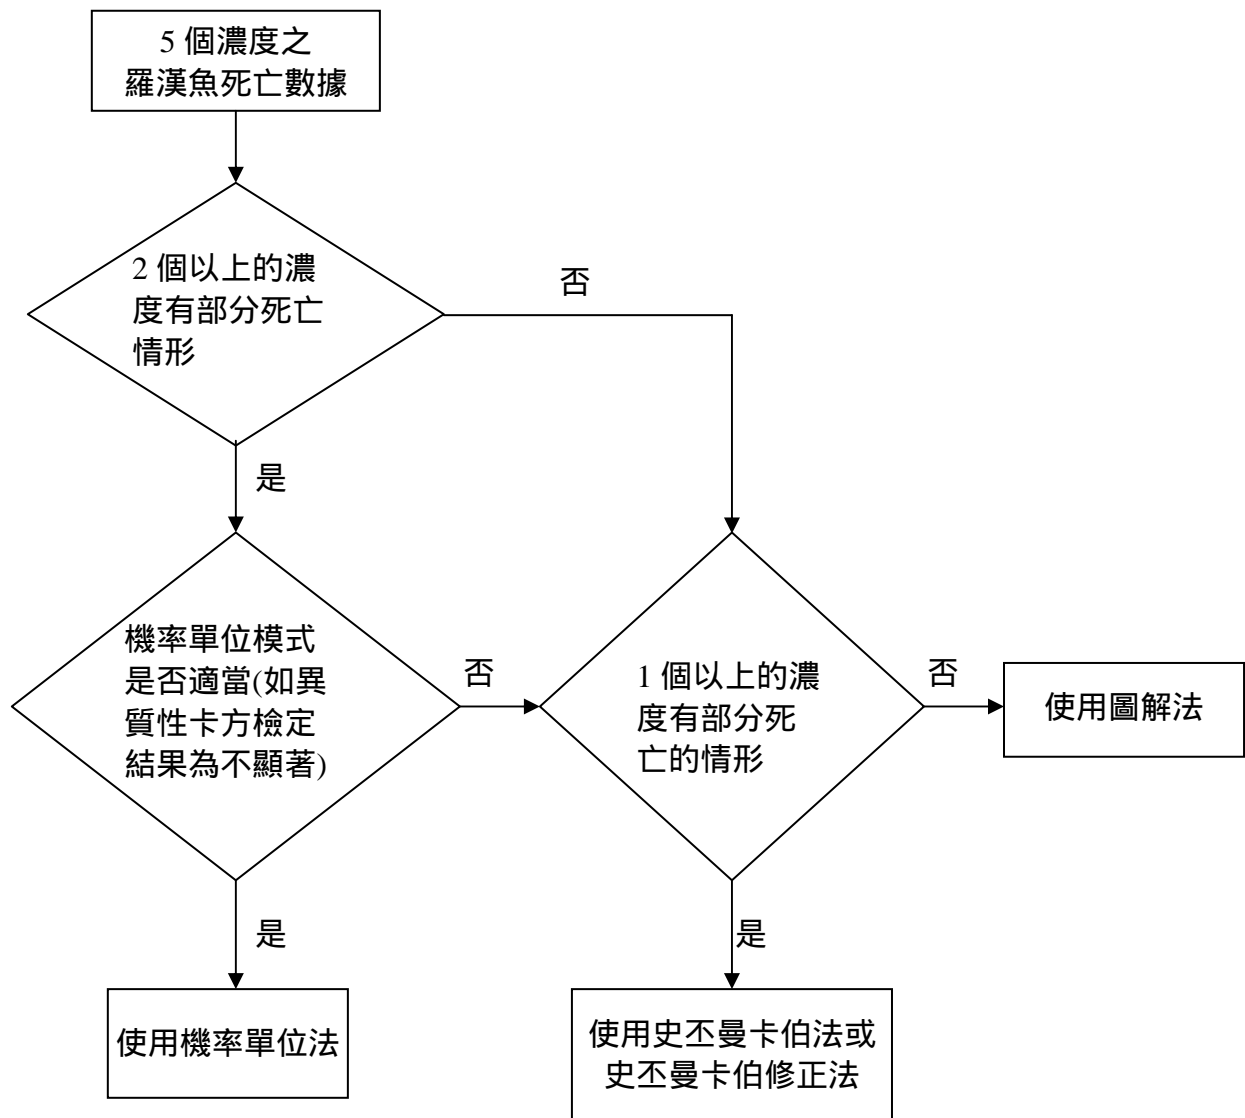 5 個濃度之
羅漢魚死亡數據
2 個以上的濃
度有部分死亡
情形
否
是
機率單位模式
是否適當(如異
質性卡方檢定
結果為不顯著)
否
1 個以上的濃
度有部分死
亡的情形
否
使用圖解法
是
是
使用機率單位法
使用史丕曼卡伯法或
史丕曼卡伯修正法